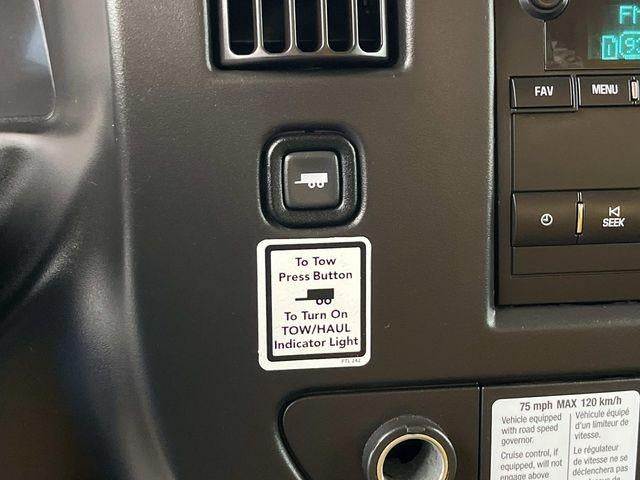 FAV
MENU
SEEK
To Tow
Press Button
To Turn On
TOW/HAUL
Indicator Light
PTL 242
75 mph MAX 120 km/h
Vehicle equipped
with road speed
governor.
Cruise control, if
equipped, will not
engage above
Véhicule équipé
d'un limiteur de
vitesse.
Le régulateur
de vitesse ne se
déclenchera pas